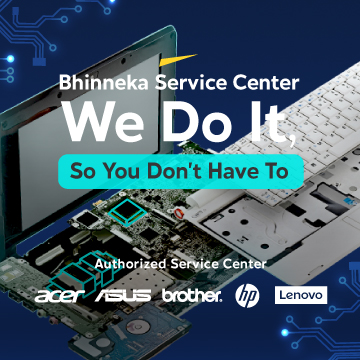 Bhinneka Service Center
We Do It,
So You Don't Have To
Authorized Service Center
acer ASUS brother. hp Lenovo